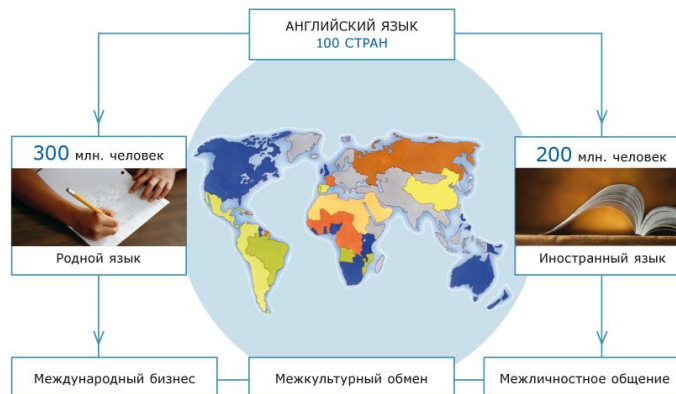 АНГЛИЙСКИЙ ЯЗЫК
100 СТРАН
300 млн. человек
Родной язык
200 млн. человек
Иностранный язык
Международный бизнес
Межкультурный обмен
Межличностное общение